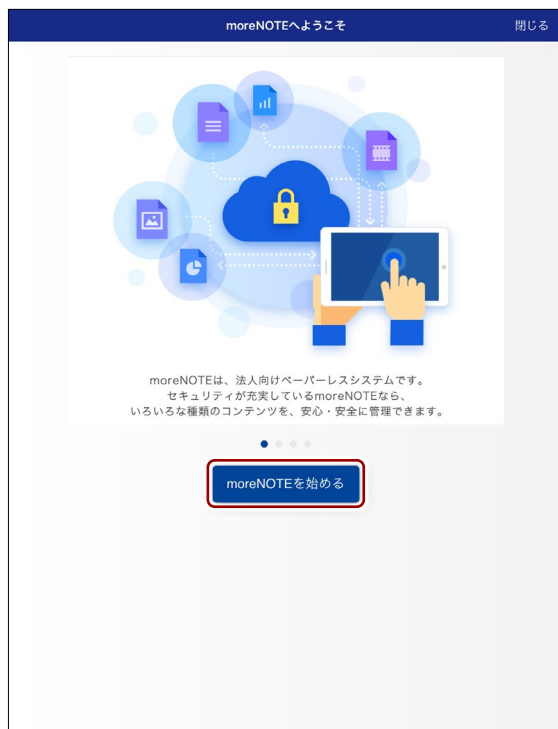 moreNOTEへようこそ
閉じる
moreNOTEは、法人向けペーパーレスシステムです。
セキュリティが充実しているmoreNOTEなら、
いろいろな種類のコンテンツを、安心・安全に管理できます。
moreNOTEを始める